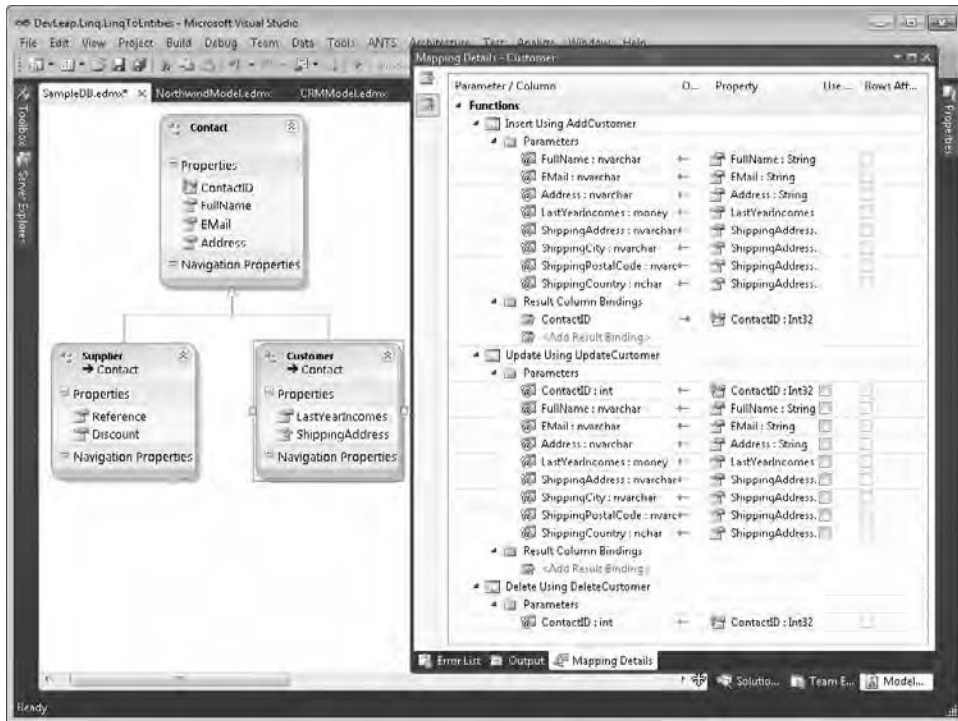 DevLeap.Linq.LinqToEntities - Microsoft Visual Studio
File Edit View Project Build Debug Team Data Tools ANTS Architecture Test Analyze Window Help
Mapping Details - Customer
SampleDB.edmx* NorthwindModel.edmx CRMModel.edmx
Toolbox
Server Explorer
Properties
Contact
Properties
ContactID
FullName
EMail
Address
Navigation Properties
Supplier
Contact
Properties
Reference
Discount
Navigation Properties
Customer
Contact
Properties
LastYearIncomes
ShippingAddress
Navigation Properties
Parameter / Column O... Property Use ... Rows Aff...
Functions
Insert Using AddCustomer
Parameters
FullName : nvarchar FullName : String
EMail : nvarchar EMail : String
Address : nvarchar Address : String
LastYearIncomes : money LastYearIncomes
ShippingAddress : nvarchar ShippingAddress.
ShippingCity : nvarchar ShippingAddress.
ShippingPostalCode : nvarc ShippingAddress.
ShippingCountry : nchar ShippingAddress.
Result Column Bindings
ContactID ContactID : Int32
<Add Result Binding>
Update Using UpdateCustomer
Parameters
ContactID : int ContactID : Int32
FullName : nvarchar FullName : String
EMail : nvarchar EMail : String
Address : nvarchar Address : String
LastYearIncomes : money LastYearIncomes
ShippingAddress : nvarchar ShippingAddress.
ShippingCity : nvarchar ShippingAddress.
ShippingPostalCode : nvarc ShippingAddress.
ShippingCountry : nchar ShippingAddress.
Result Column Bindings
<Add Result Binding>
Delete Using DeleteCustomer
Parameters
ContactID : int ContactID : Int32
Error List Output Mapping Details
Solutio... Team E... Model...
Ready